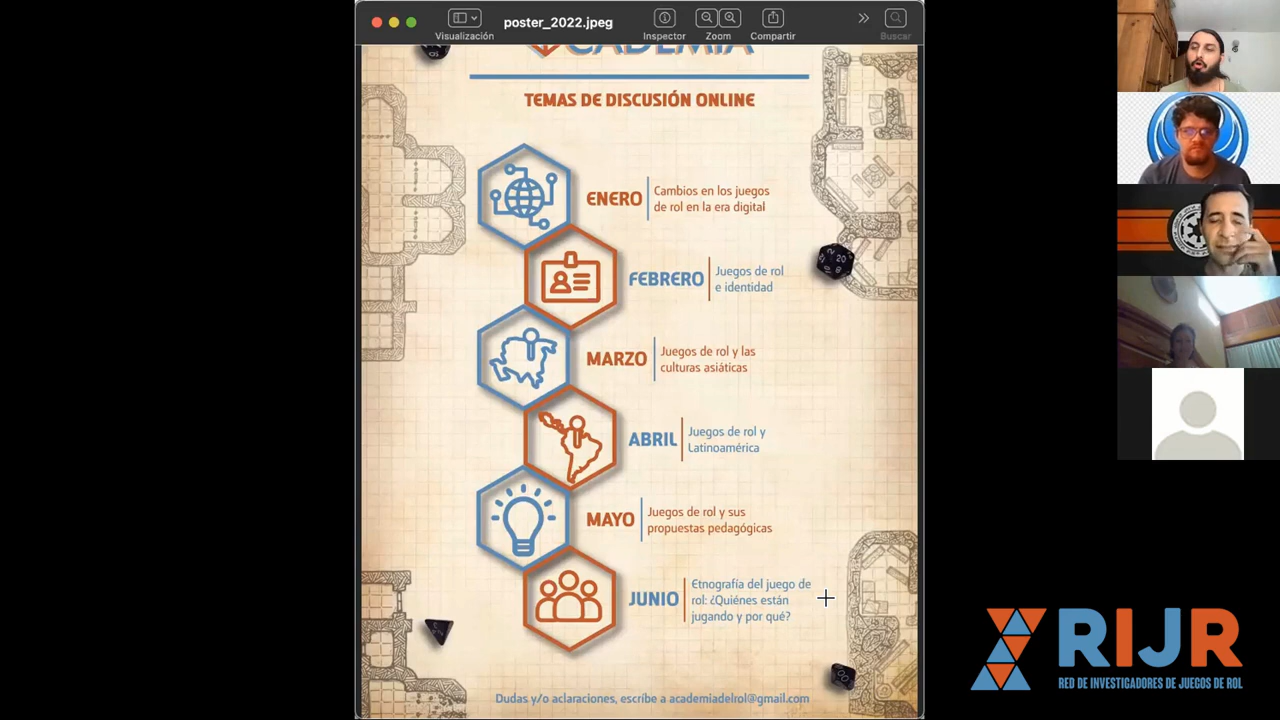 poster_2022.jpeg
Visualización
Inspector
Zoom
Compartir
Buscar
CADEMIA
TEMAS DE DISCUSIÓN ONLINE
ENERO
Cambios en los juegos
de rol en la era digital
FEBRERO
Juegos de rol
e identidad
MARZO
Juegos de rol y las
culturas asiáticas
ABRIL
Juegos de rol y
Latinoamérica
MAYO
Juegos de rol y sus
propuestas pedagógicas
JUNIO
Etnografía del juego de
rol: ¿Quiénes están
jugando y por qué?
Dudas y/o aclaraciones, escribe a academiadelrol@gmail.com
20
RIJR
RED DE INVESTIGADORES DE JUEGOS DE ROL